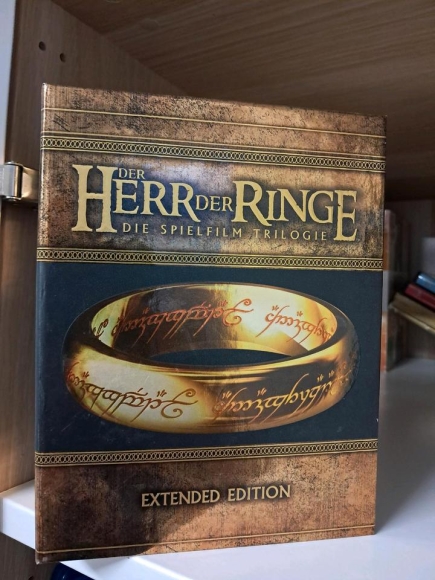 DER
HERR DER RINGE
DIE SPIELFILM TRILOGIE
EXTENDED EDITION